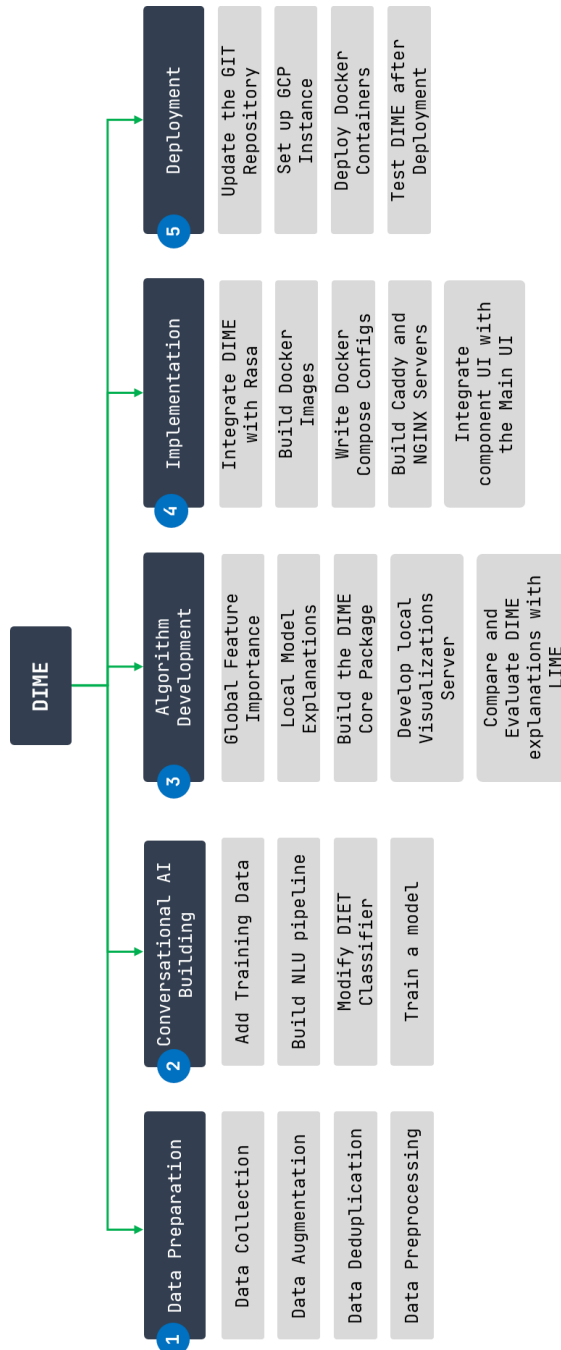 DIME
1
Data Preparation
Data Collection
Data Augmentation
Data Deduplication
Data Preprocessing
2
Conversational AI
Building
Add Training Data
Build NLU pipeline
Modify DIET
Classifier
Train a model
3
Algorithm
Development
Global Feature
Importance
Local Model
Explanations
Build the DIME
Core Package
Develop local
Visualizations
Server
Compare and
Evaluate DIME
explanations with
LIME
4
Implementation
Integrate DIME
with Rasa
Build Docker
Images
Write Docker
Compose Configs
Build Caddy and
NGINX Servers
Integrate
component UI with
the Main UI
5
Deployment
Update the GIT
Repository
Set up GCP
Instance
Deploy Docker
Containers
Test DIME after
Deployment